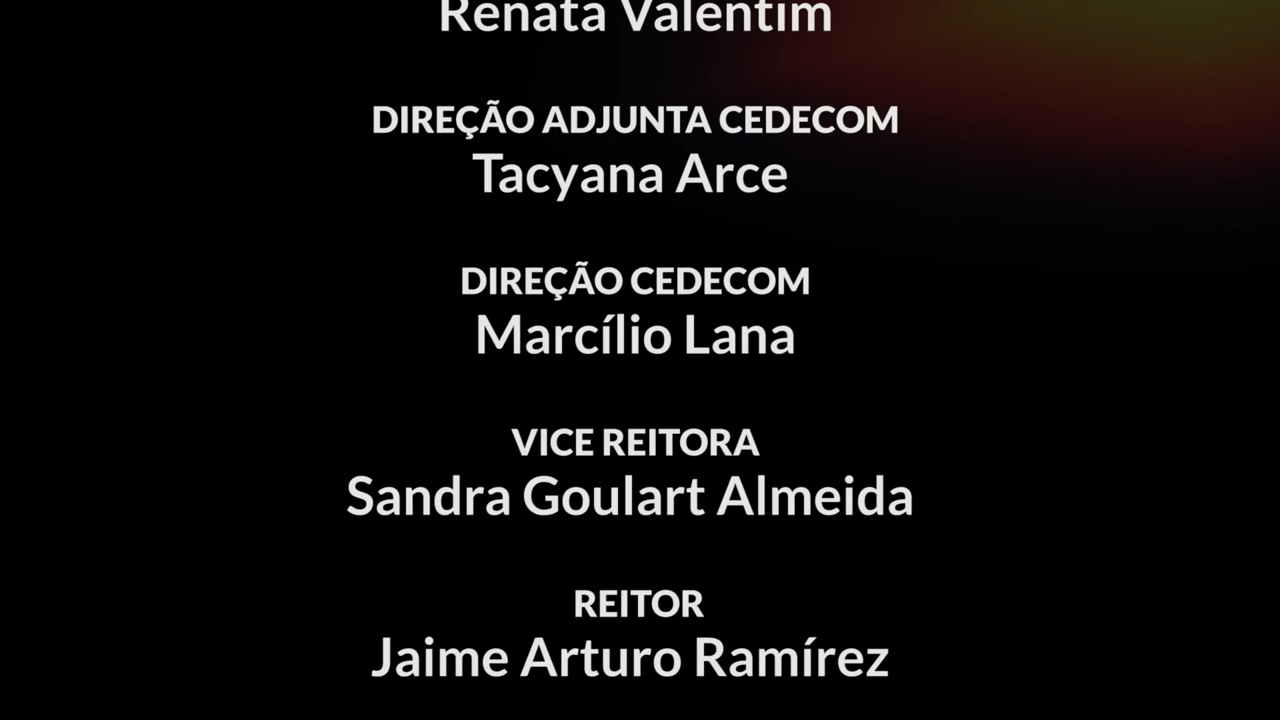 Renata Valentim
DIREÇÃO ADJUNTA CEDECOM
Tacyana Arce
DIREÇÃO CEDECOM
Marcílio Lana
VICE REITORA
Sandra Goulart Almeida
REITOR
Jaime Arturo Ramírez